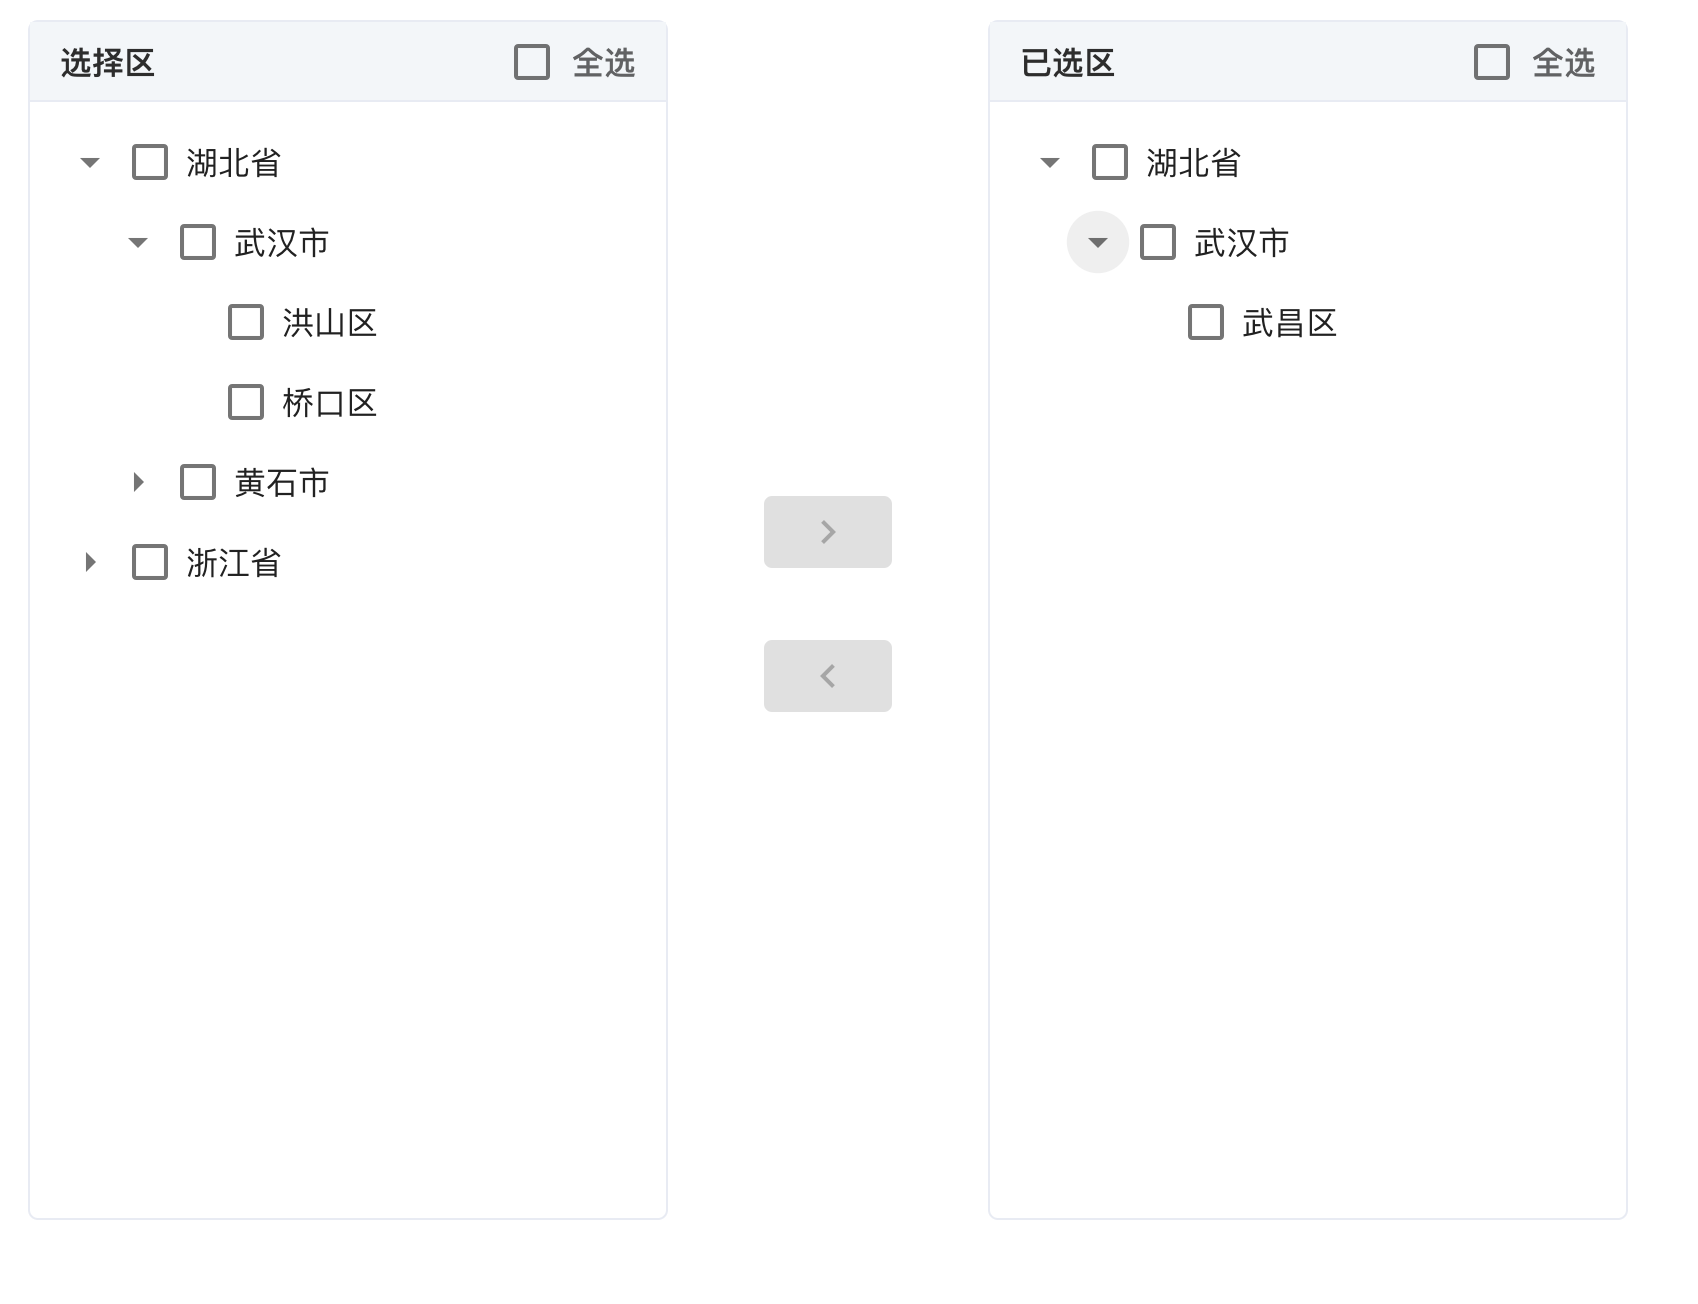 选择区 全选
湖北省
武汉市
洪山区
桥口区
黄石市
浙江省
已选区 全选
湖北省
武汉市
武昌区